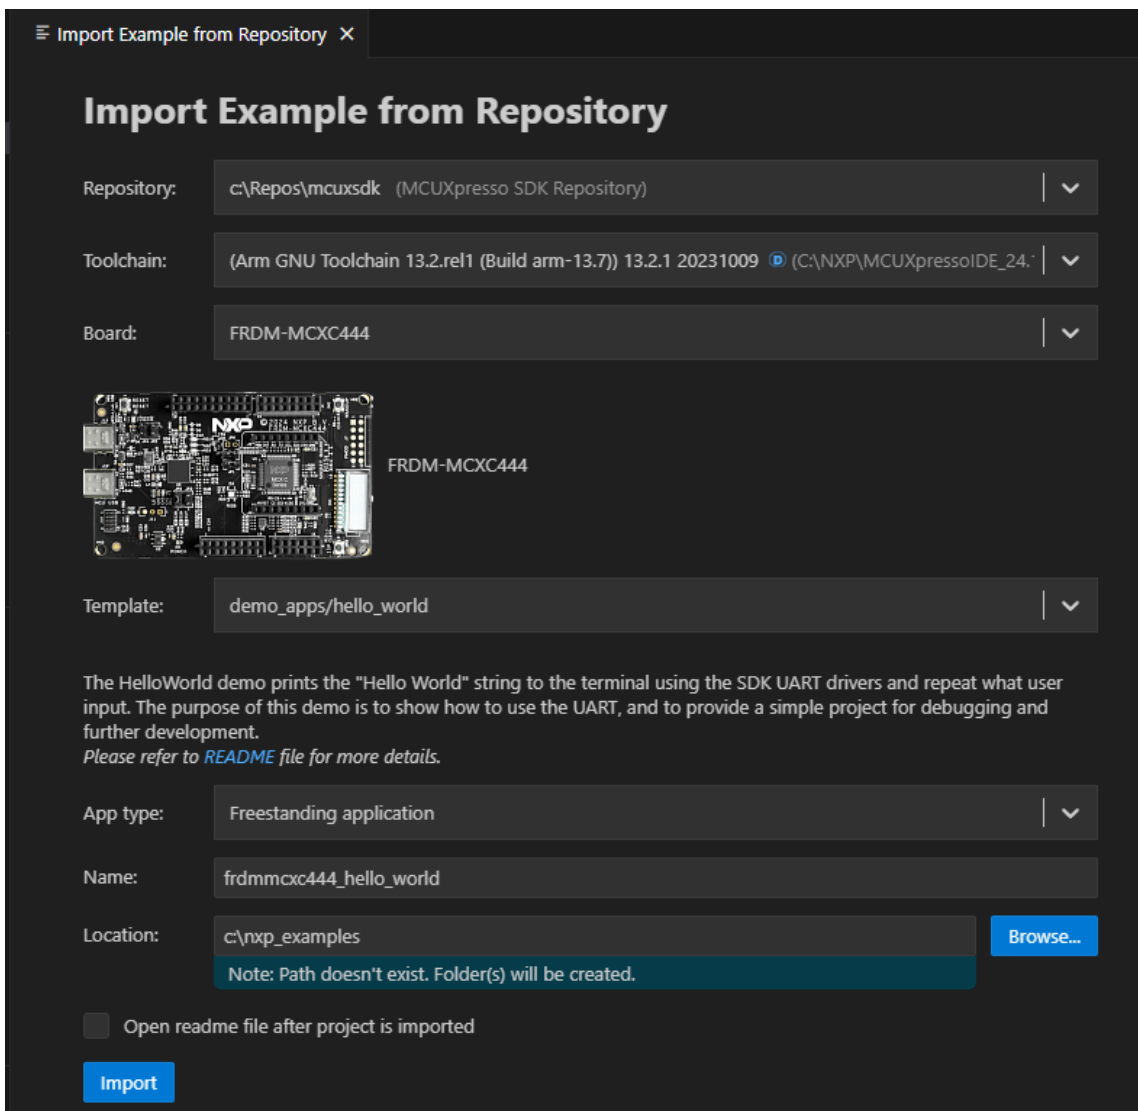 Import Example from Repository
Import Example from Repository
Repository: c:\Repos\mcuxsdk (MCUXpresso SDK Repository)
Toolchain: (Arm GNU Toolchain 13.2.rel1 (Build arm-13.7)) 13.2.1 20231009 D (C:\NXP\MCUXpressoIDE_24.
Board: FRDM-MCXC444
NXP ©2024 NXP B.V.
FRDM-MCXC444
FRDM-MCXC444
Template: demo_apps/hello_world
The HelloWorld demo prints the "Hello World" string to the terminal using the SDK UART drivers and repeat what user
input. The purpose of this demo is to show how to use the UART, and to provide a simple project for debugging and
further development.
Please refer to README file for more details.
App type: Freestanding application
Name: frdmmcxc444_hello_world
Location: c:\nxp_examples Browse...
Note: Path doesn't exist. Folder(s) will be created.
Open readme file after project is imported
Import